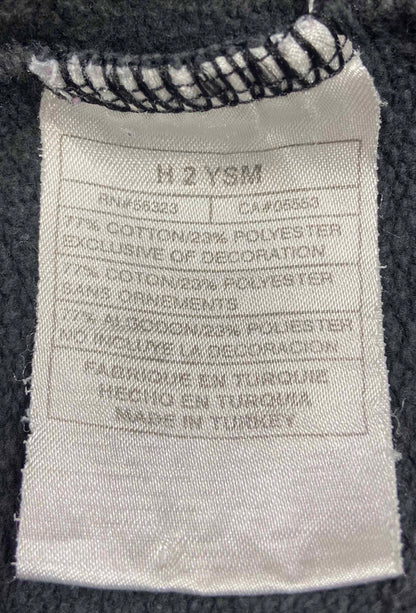 H 2 YSM
RN#56323 CA#05553
77% COTTON/23% POLYESTER
EXCLUSIVE OF DECORATION
77% COTON/23% POLYESTER
SANS ORNEMENTS
77% ALGODON/23% POLIESTER
NO INCLUYE LA DECORACION
FABRIQUE EN TURQUIE
HECHO EN TURQUIA
MADE IN TURKEY